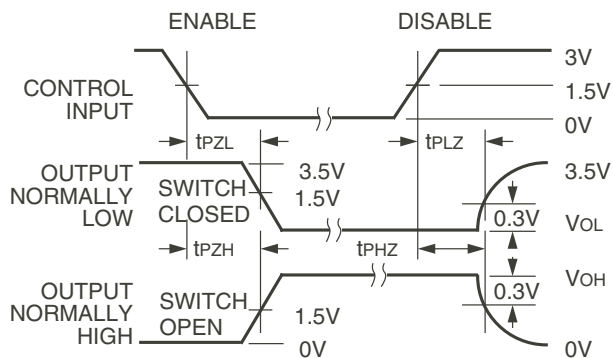 ENABLE DISABLE
3V
CONTROL INPUT 1.5V
0V
tPZL tPLZ
OUTPUT NORMALLY LOW
SWITCH CLOSED
3.5V 3.5V
1.5V
0.3V VOL
tPZH tPHZ
OUTPUT NORMALLY HIGH
SWITCH OPEN
VOH
0.3V
1.5V
0V 0V